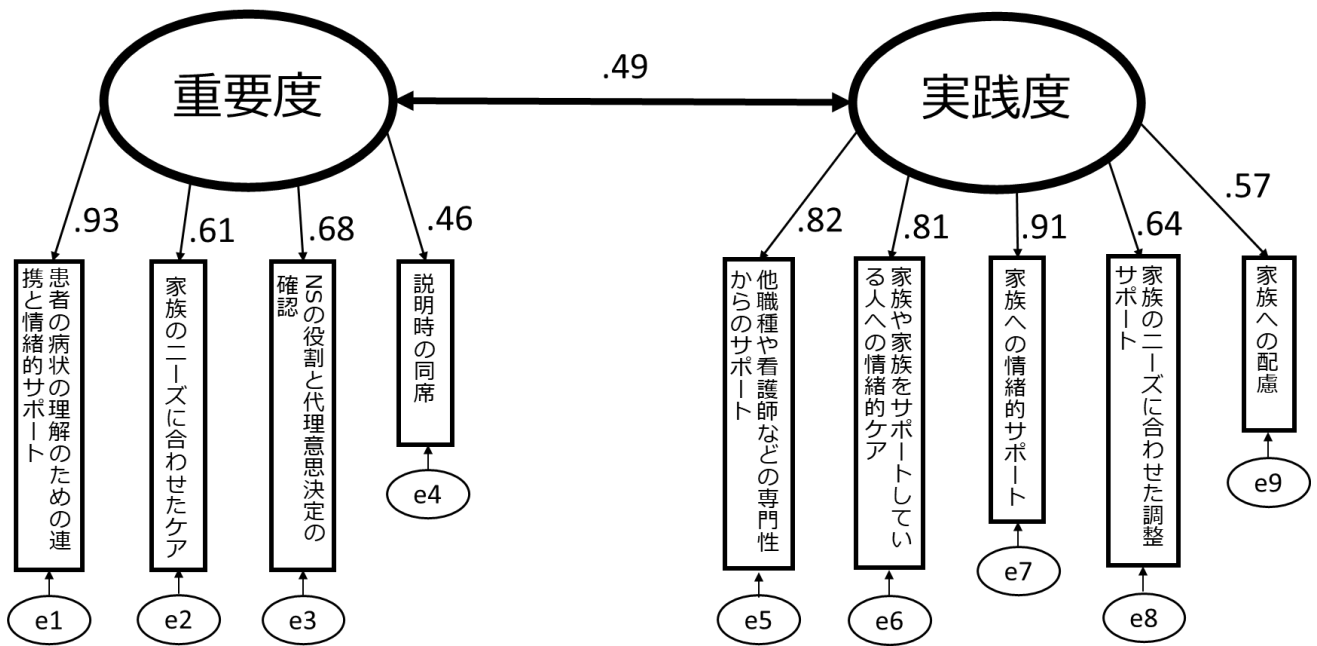 重要度
.49
実践度
.93
.61
.68
.46
.82
.81
.91
.64
.57
患者の病状の理解のための連
携と情緒的サポート
家族のニーズに合わせたケア
NSの役割と代理意思決定の
確認
説明時の同席
他職種や看護師などの専門性
からのサポート
家族や家族をサポートしてい
る人への情緒的ケア
家族への情緒的サポート
家族のニーズに合わせた調整
サポート
家族への配慮
e1
e2
e3
e4
e5
e6
e7
e8
e9